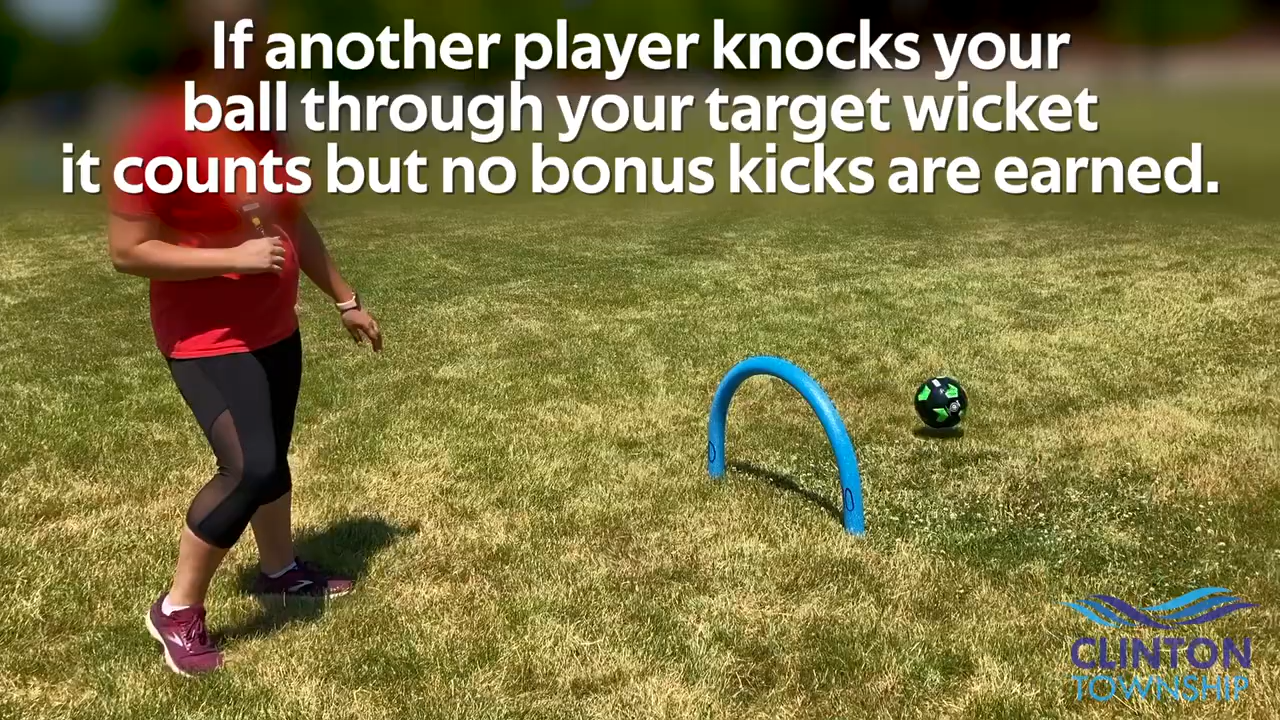 If another player knocks your
ball through your target wicket
it counts but no bonus kicks are earned.
CLINTON
TOWNSHIP